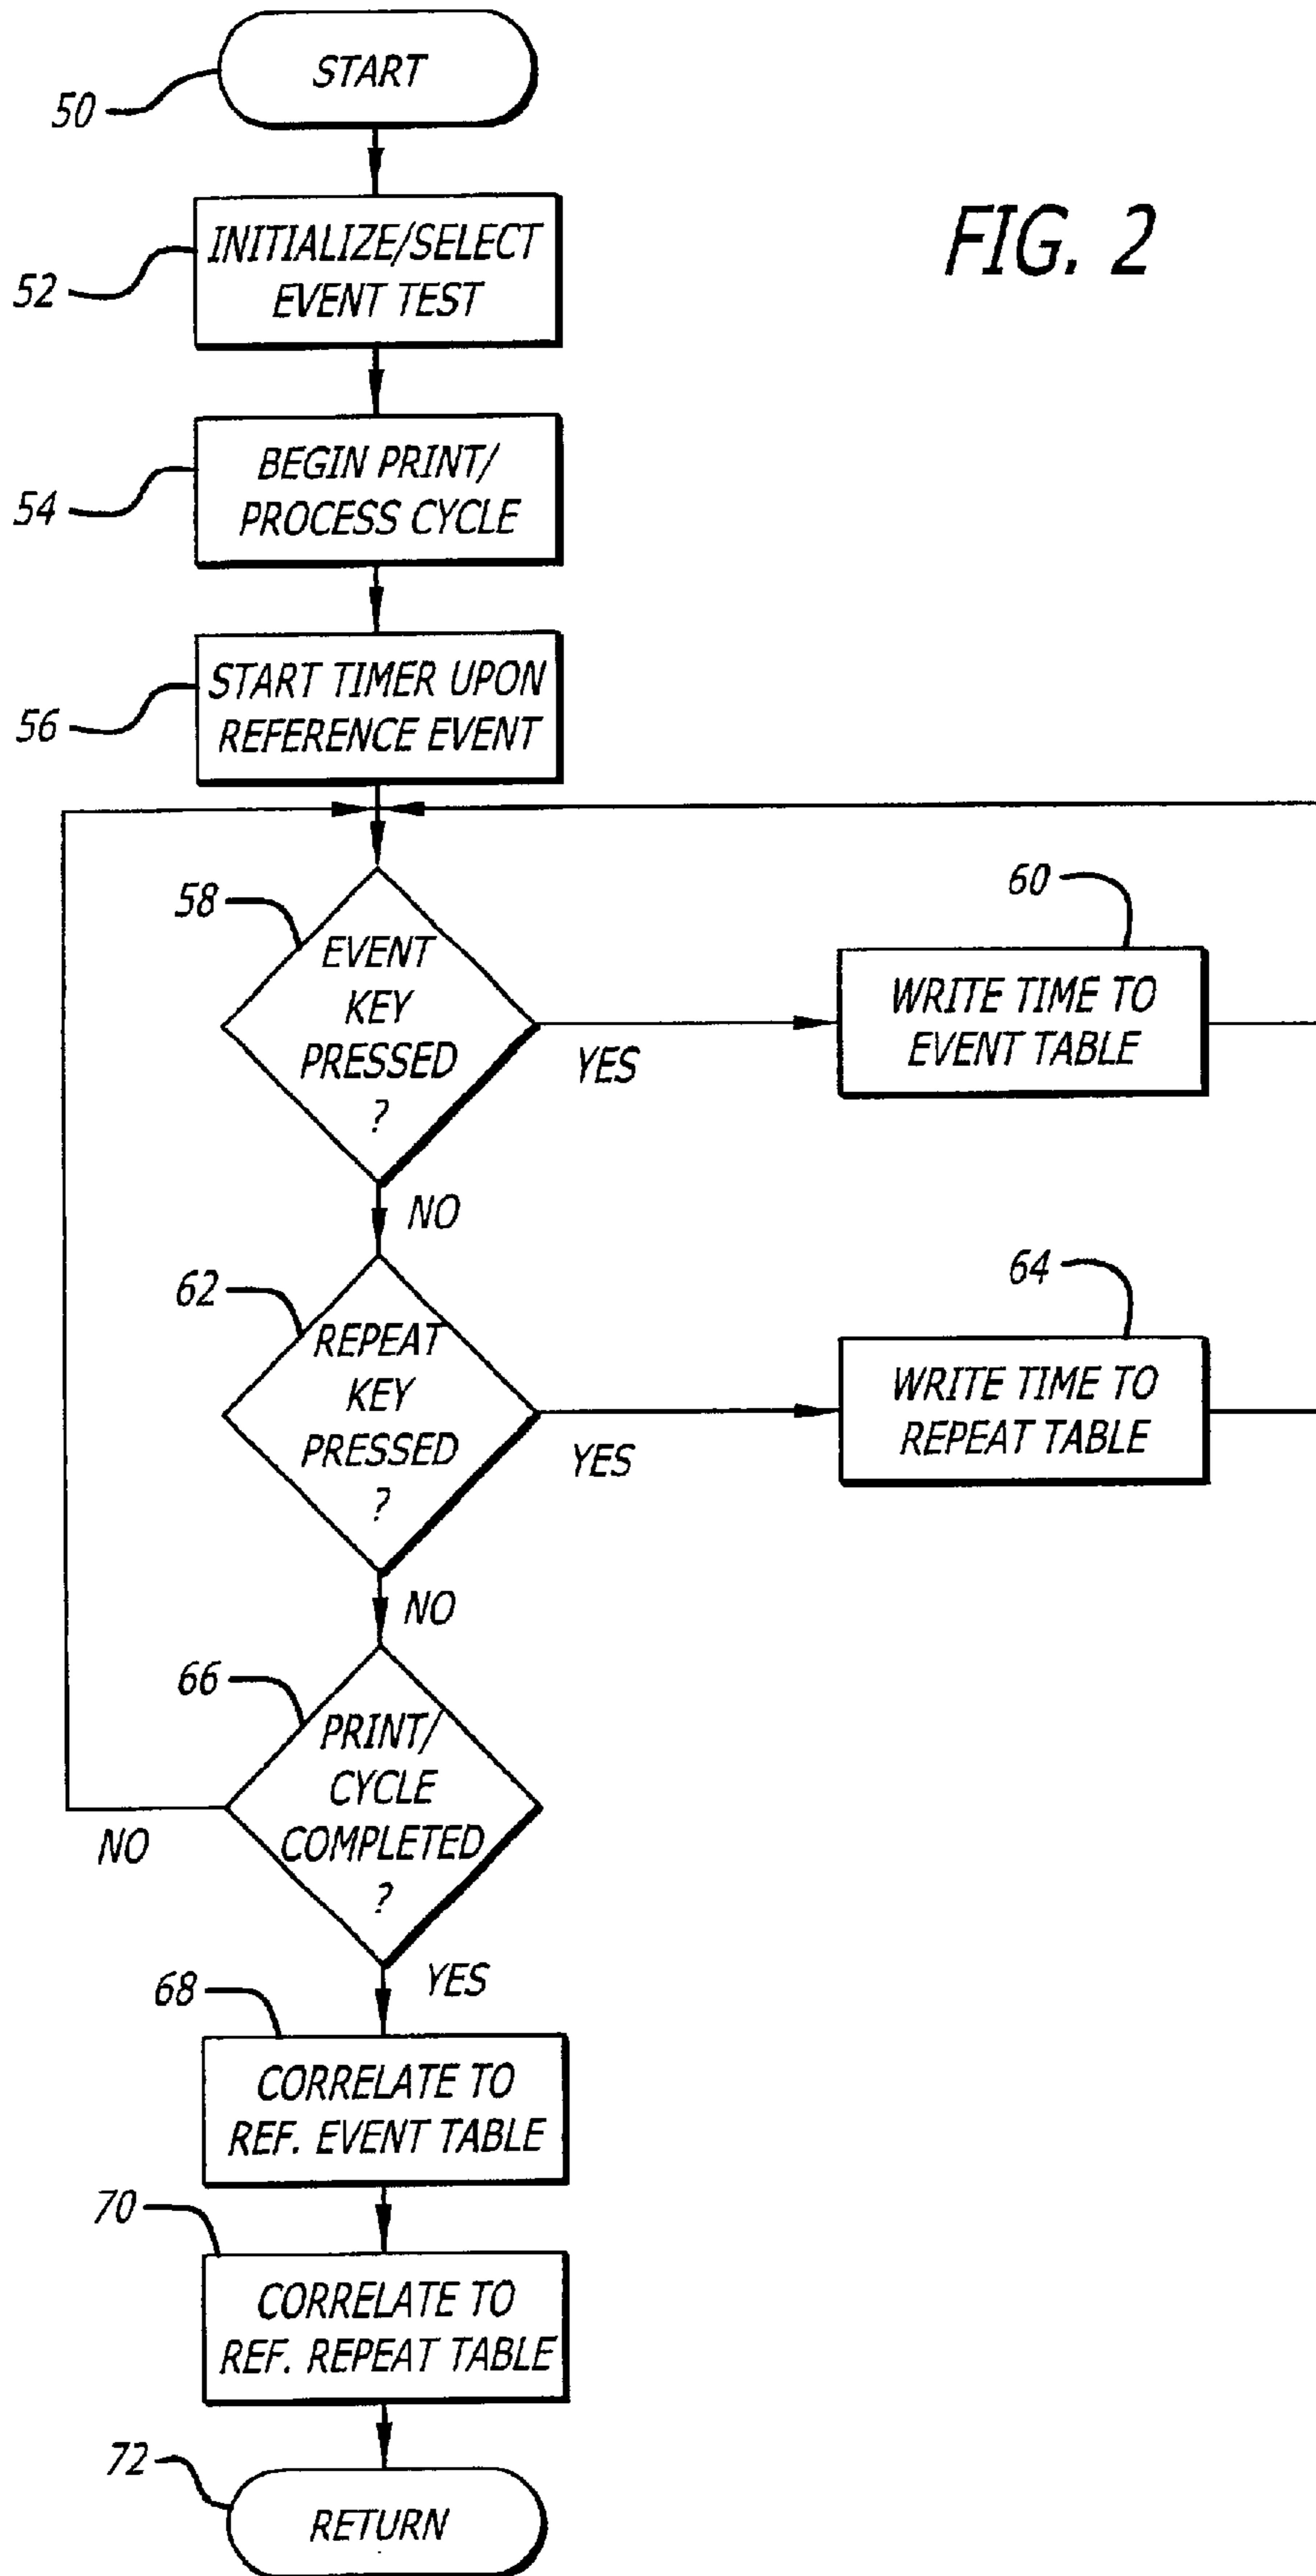 START
50
FIG. 2
INITIALIZE/SELECT
EVENT TEST
52
BEGIN PRINT/
PROCESS CYCLE
54
START TIMER UPON
REFERENCE EVENT
56
58
EVENT
KEY
PRESSED
?
YES
60
WRITE TIME TO
EVENT TABLE
NO
62
REPEAT
KEY
PRESSED
?
YES
64
WRITE TIME TO
REPEAT TABLE
NO
66
PRINT/
CYCLE
COMPLETED
?
NO
YES
68
CORRELATE TO
REF. EVENT TABLE
70
CORRELATE TO
REF. REPEAT TABLE
72
RETURN